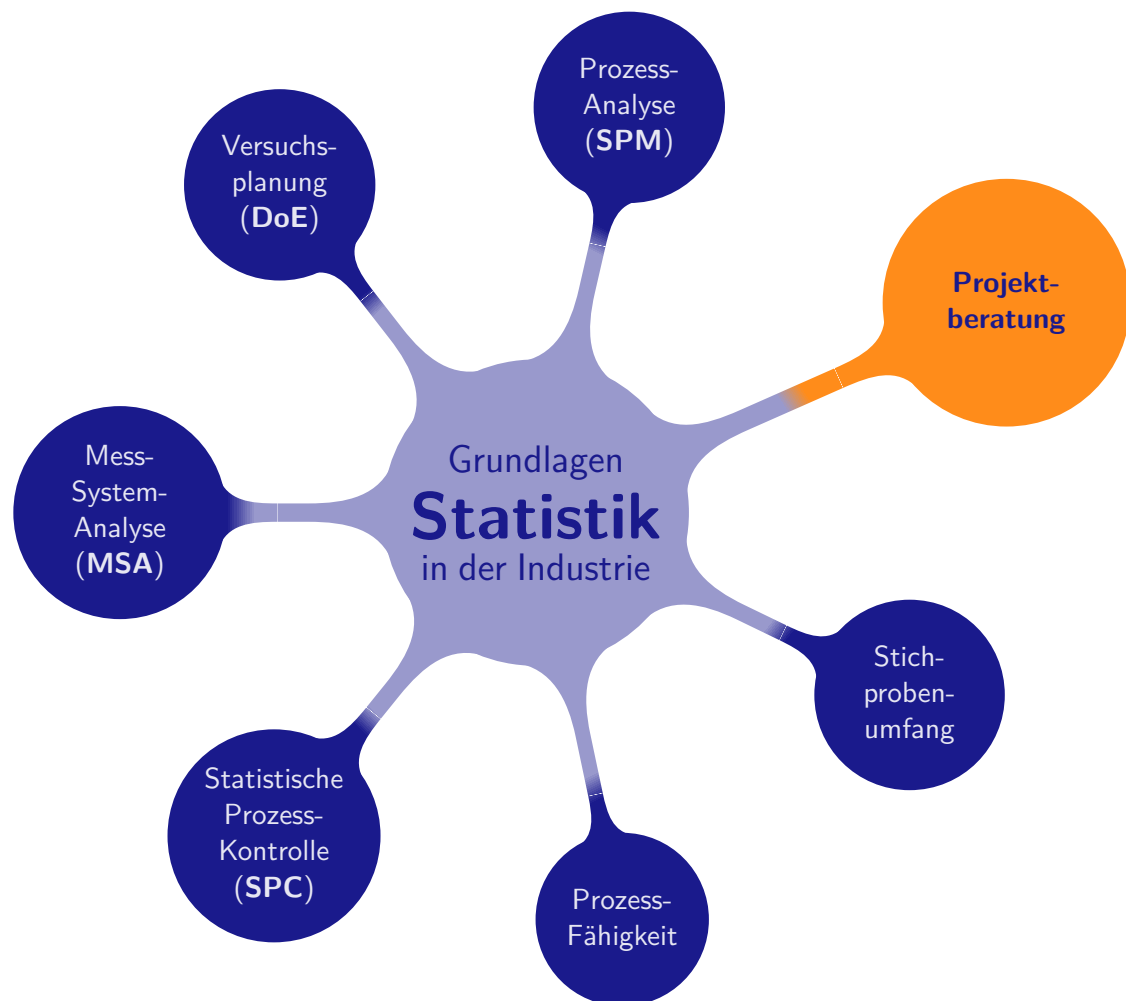 Prozess-
Analyse
(SPM)
Versuchs-
planung
(DoE)
Projekt-
beratung
Mess-
System-
Analyse
(MSA)
Grundlagen
Statistik
in der Industrie
Stich-
proben-
umfang
Statistische
Prozess-
Kontrolle
(SPC)
Prozess-
Fähigkeit